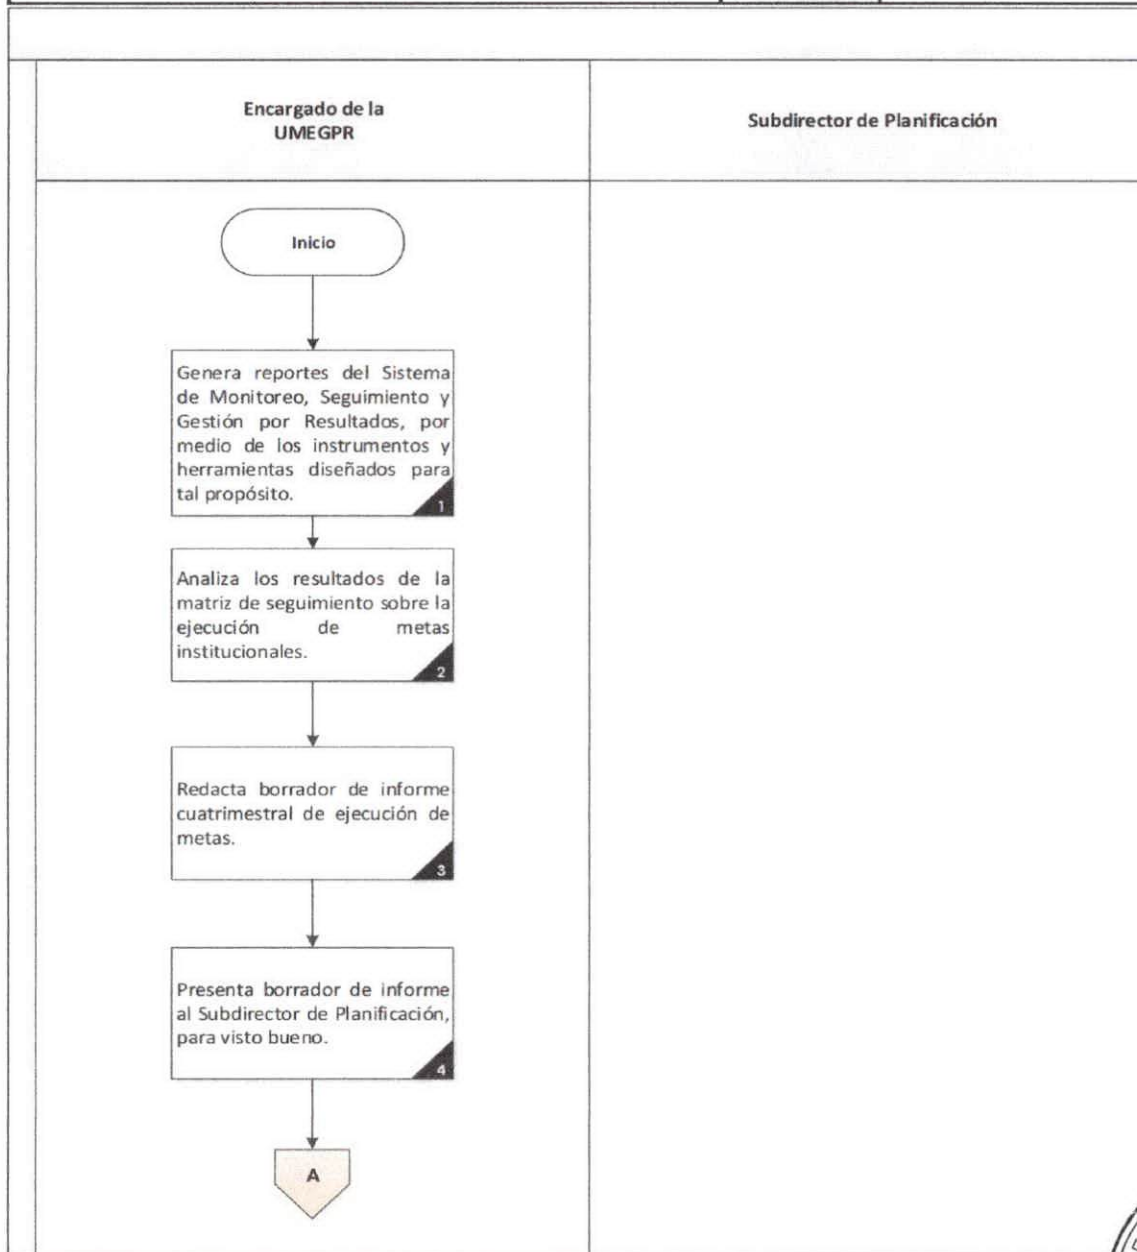 Encargado de la
UMEGPR
Subdirector de Planificación
Inicio
Genera reportes del Sistema
de Monitoreo, Seguimiento y
Gestión por Resultados, por
medio de los instrumentos y
herramientas diseñados para
tal propósito.
1
Analiza los resultados de la
matriz de seguimiento sobre la
ejecución de metas
institucionales.
2
Redacta borrador de informe
cuatrimestral de ejecución de
metas.
3
Presenta borrador de informe
al Subdirector de Planificación,
para visto bueno.
4
A